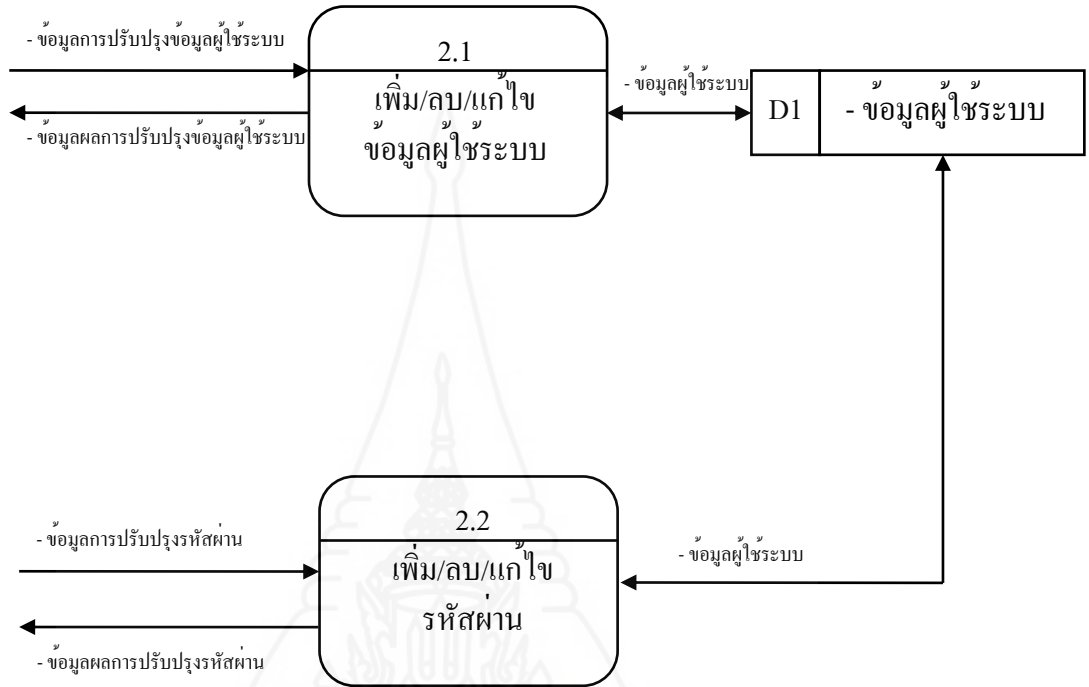 - ข้อมูลการปรับปรุงข้อมูลผู้ใช้ระบบ
2.1
เพิ่ม/ลบ/แก้ไข
ข้อมูลผู้ใช้ระบบ
- ข้อมูลผลการปรับปรุงข้อมูลผู้ใช้ระบบ
- ข้อมูลผู้ใช้ระบบ
D1
- ข้อมูลผู้ใช้ระบบ
- ข้อมูลการปรับปรุงรหัสผ่าน
2.2
เพิ่ม/ลบ/แก้ไข
รหัสผ่าน
- ข้อมูลผู้ใช้ระบบ
- ข้อมูลผลการปรับปรุงรหัสผ่าน